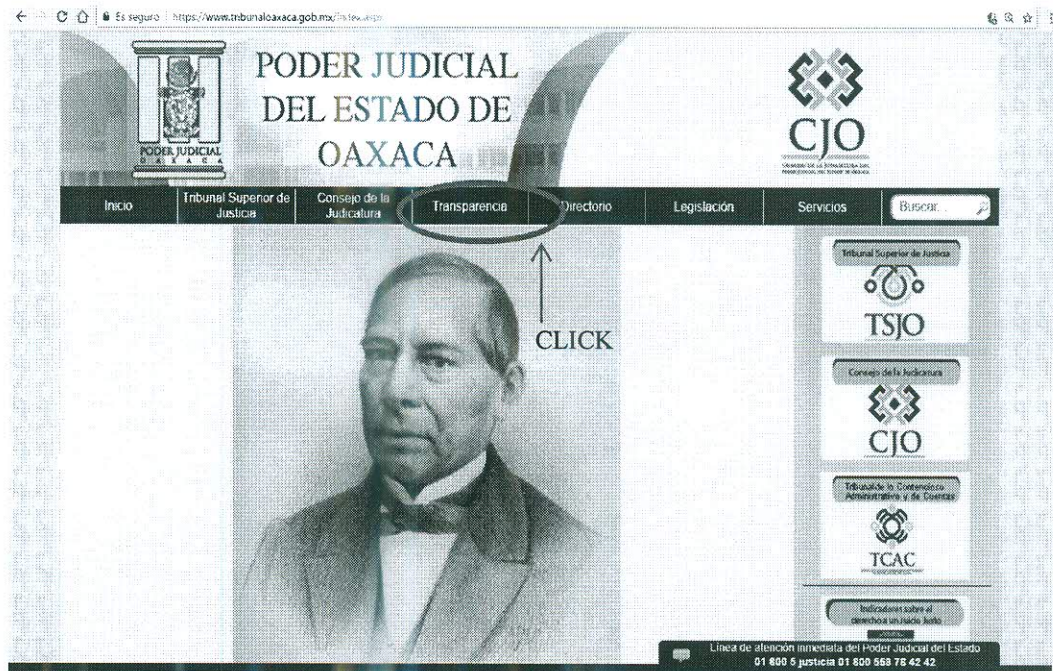 Es seguro https://www.tribunaloaxaca.gob.mx/index.aspx
PODER JUDICIAL
DEL ESTADO DE
OAXACA
PODER JUDICIAL
OAXACA
CJO
Inicio
Tribunal Superior de
Justicia
Consejo de la
Judicatura
Transparencia
Directorio
Legislación
Servicios
Buscar...
CLICK
Tribunal Superior de Justicia
TSJO
Consejo de la Judicatura
CJO
Tribunal de lo Contencioso
Administrativo y de Cuentas
TCAC
Indicadores sobre el
derecho a un Juicio Justo
Línea de atención inmediata del Poder Judicial del Estado
01 800 5 justicia 01 800 558 78 42 42